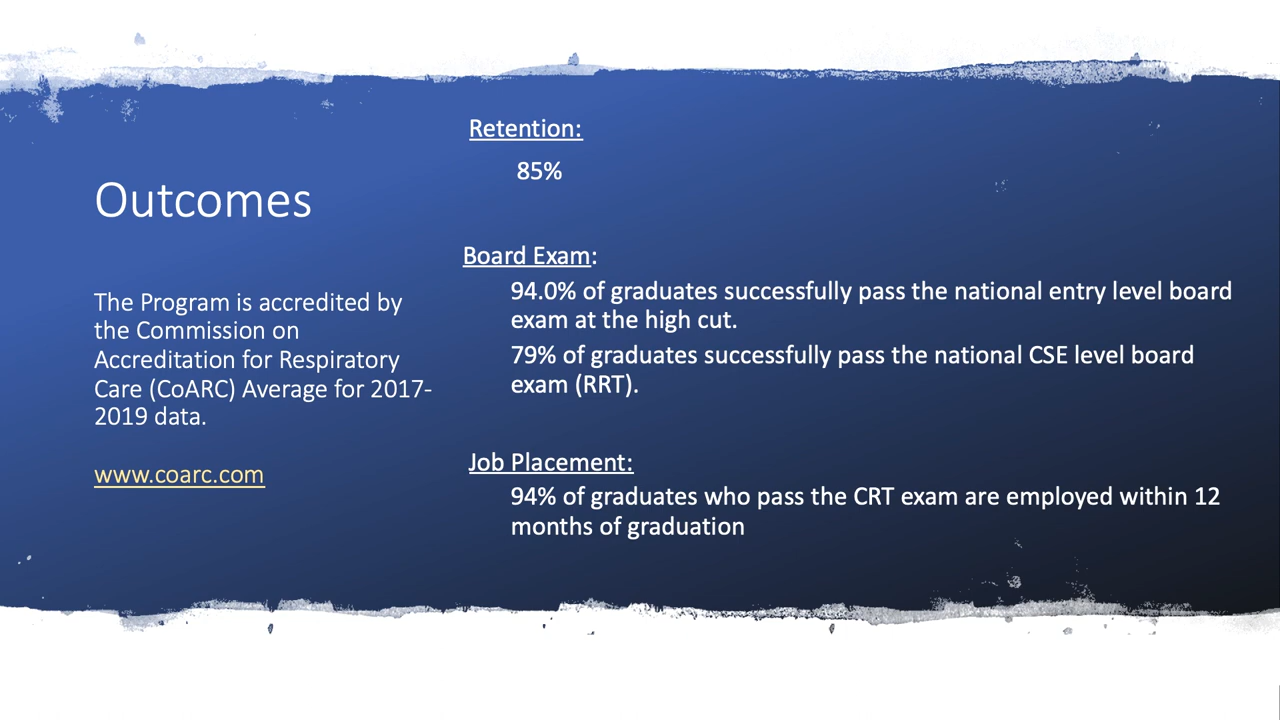 Outcomes
The Program is accredited by
the Commission on
Accreditation for Respiratory
Care (CoARC) Average for 2017-
2019 data.
www.coarc.com
Retention:
85%
Board Exam:
94.0% of graduates successfully pass the national entry level board
exam at the high cut.
79% of graduates successfully pass the national CSE level board
exam (RRT).
Job Placement:
94% of graduates who pass the CRT exam are employed within 12
months of graduation